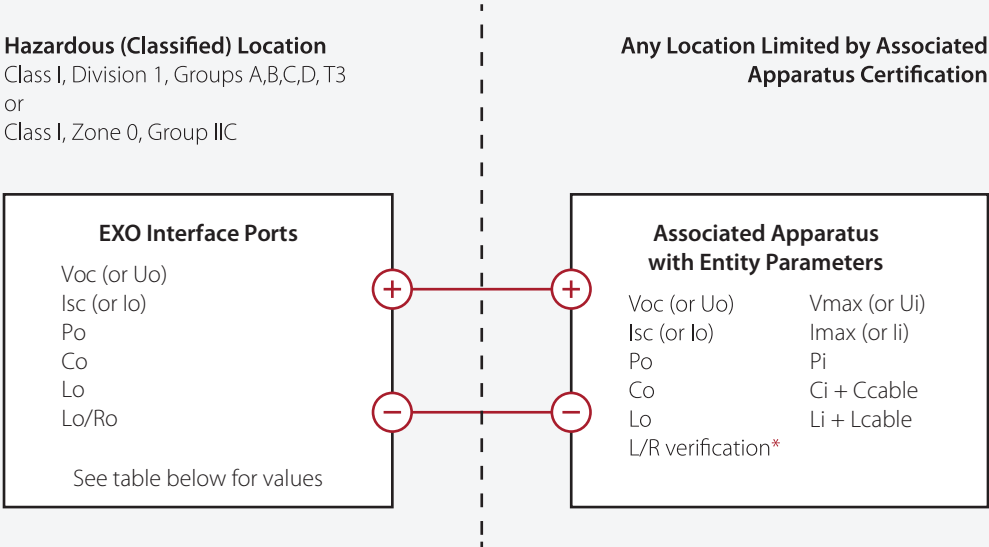 Hazardous (Classified) Location
Class I, Division 1, Groups A,B,C,D, T3
or
Class I, Zone 0, Group IIC
Any Location Limited by Associated
Apparatus Certification
EXO Interface Ports
Voc (or Uo)
Isc (or Io)
Po
Co
Lo
Lo/Ro
See table below for values
+
−
+
−
Associated Apparatus
with Entity Parameters
Voc (or Uo)
Isc (or Io)
Po
Co
Lo
L/R verification*
Vmax (or Ui)
Imax (or Ii)
Pi
Ci + Ccable
Li + Lcable